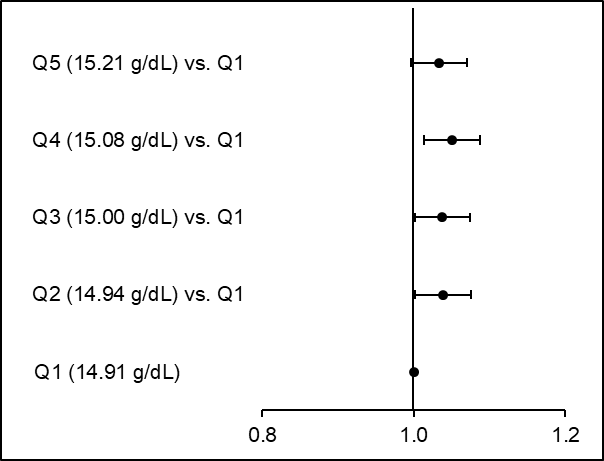 Q5 (15.21 g/dL) vs. Q1
Q4 (15.08 g/dL) vs. Q1
Q3 (15.00 g/dL) vs. Q1
Q2 (14.94 g/dL) vs. Q1
Q1 (14.91 g/dL)
0.8 1.0 1.2